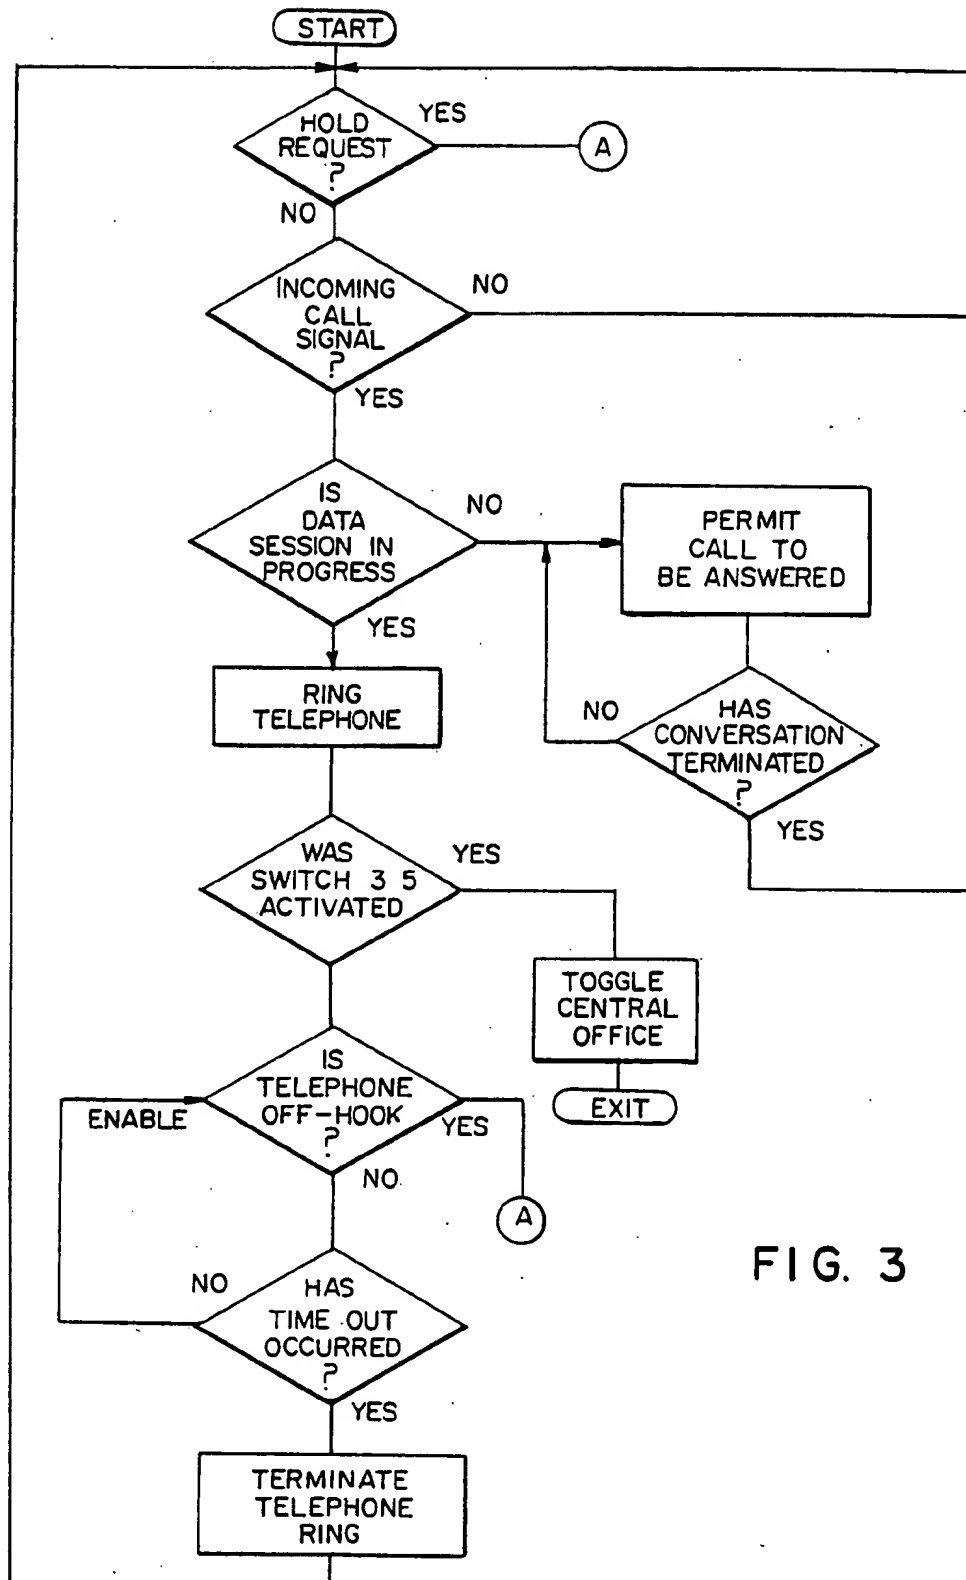 START
HOLD
REQUEST
?
YES
A
NO
INCOMING
CALL
SIGNAL
?
NO
YES
IS
DATA
SESSION IN
PROGRESS
NO
PERMIT
CALL TO
BE ANSWERED
YES
RING
TELEPHONE
NO
HAS
CONVERSATION
TERMINATED
?
YES
WAS
SWITCH 3 5
ACTIVATED
YES
TOGGLE
CENTRAL
OFFICE
EXIT
IS
TELEPHONE
OFF-HOOK
?
ENABLE
YES
NO
A
HAS
TIME OUT
OCCURRED
?
NO
YES
TERMINATE
TELEPHONE
RING
FIG. 3